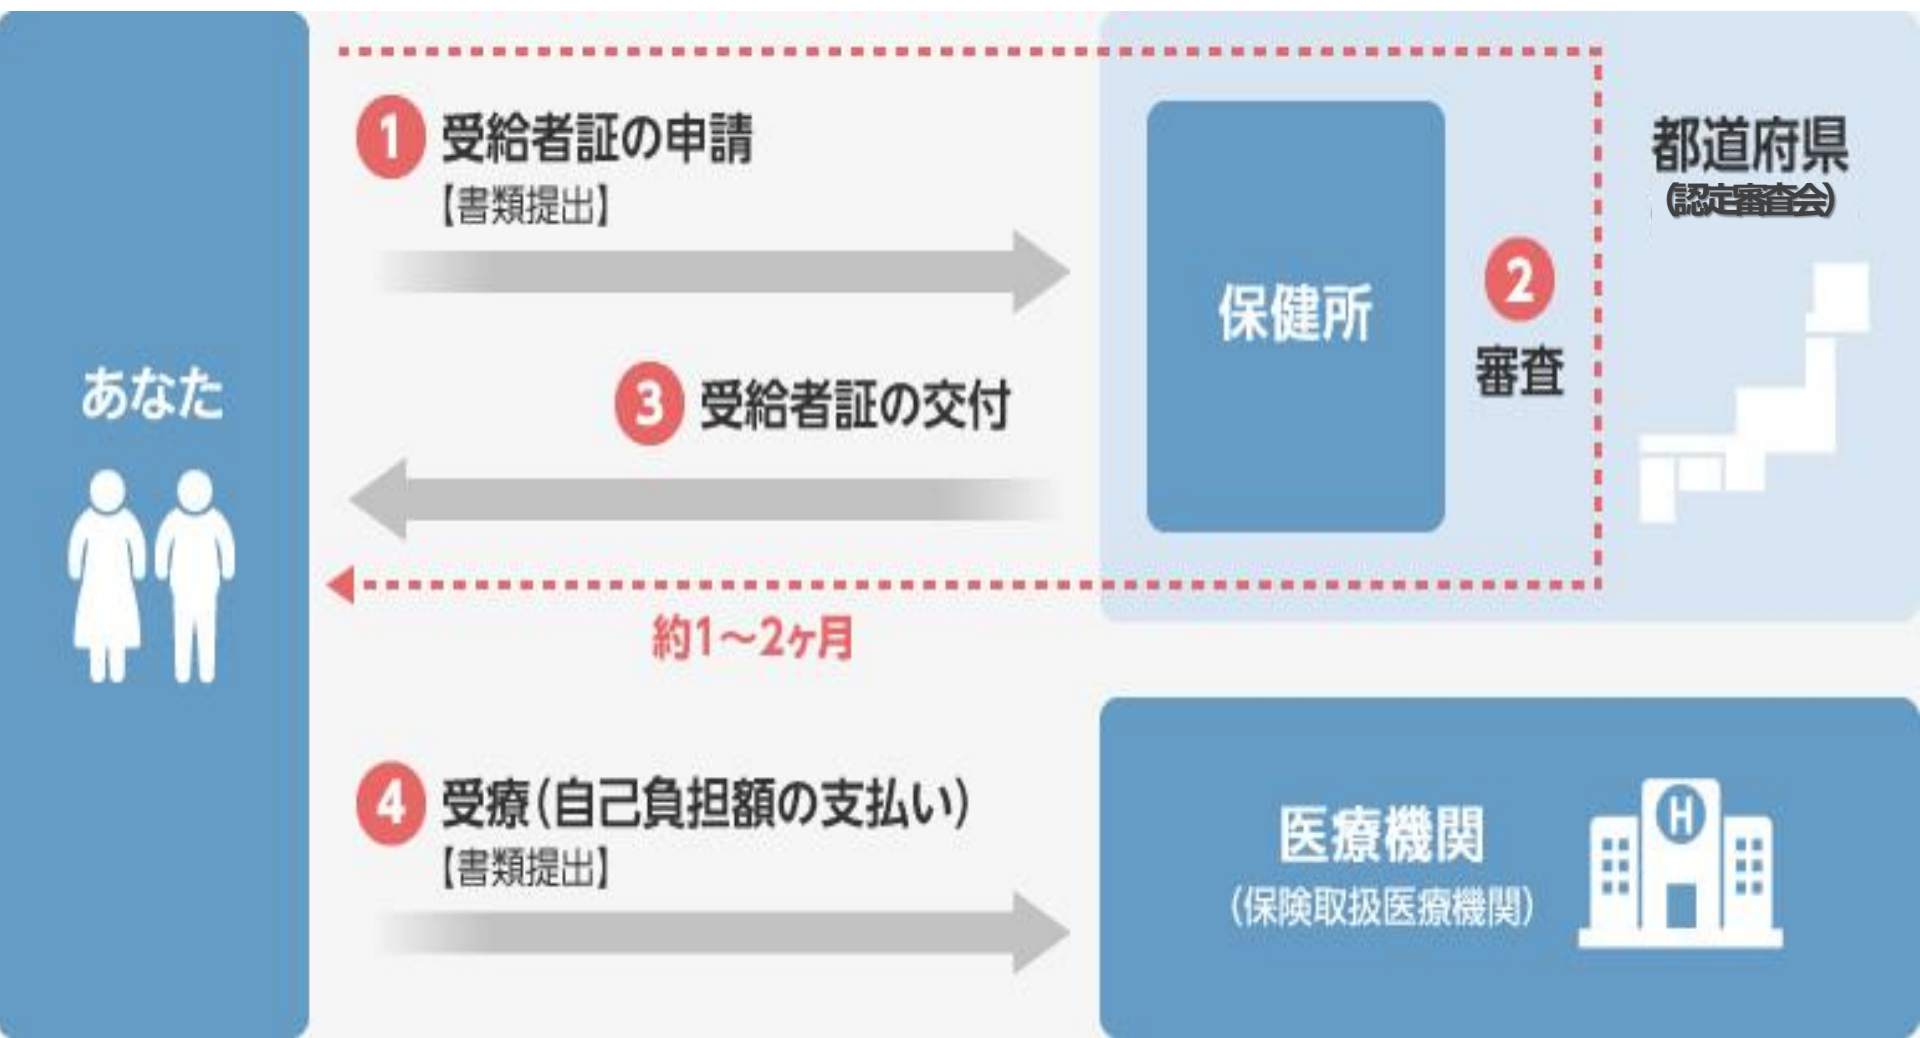 あなた
1 受給者証の申請
【書類提出】
保健所
2
審査
都道府県
(認定審査会)
3 受給者証の交付
約1～2ヶ月
4 受療(自己負担額の支払い)
【書類提出】
医療機関
(保険取扱医療機関)
H